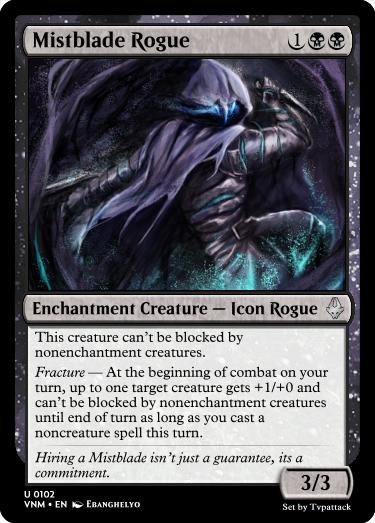 Mistblade Rogue 1
Enchantment Creature — Icon Rogue
This creature can't be blocked by
nonenchantment creatures.
Fracture — At the beginning of combat on your
turn, up to one target creature gets +1/+0 and
can't be blocked by nonenchantment creatures
until end of turn as long as you cast a
noncreature spell this turn.
Hiring a Mistblade isn't just a guarantee, its a
commitment.
3/3
U 0102
VNM • EN Ebanghelyo
Set by Tvpattack